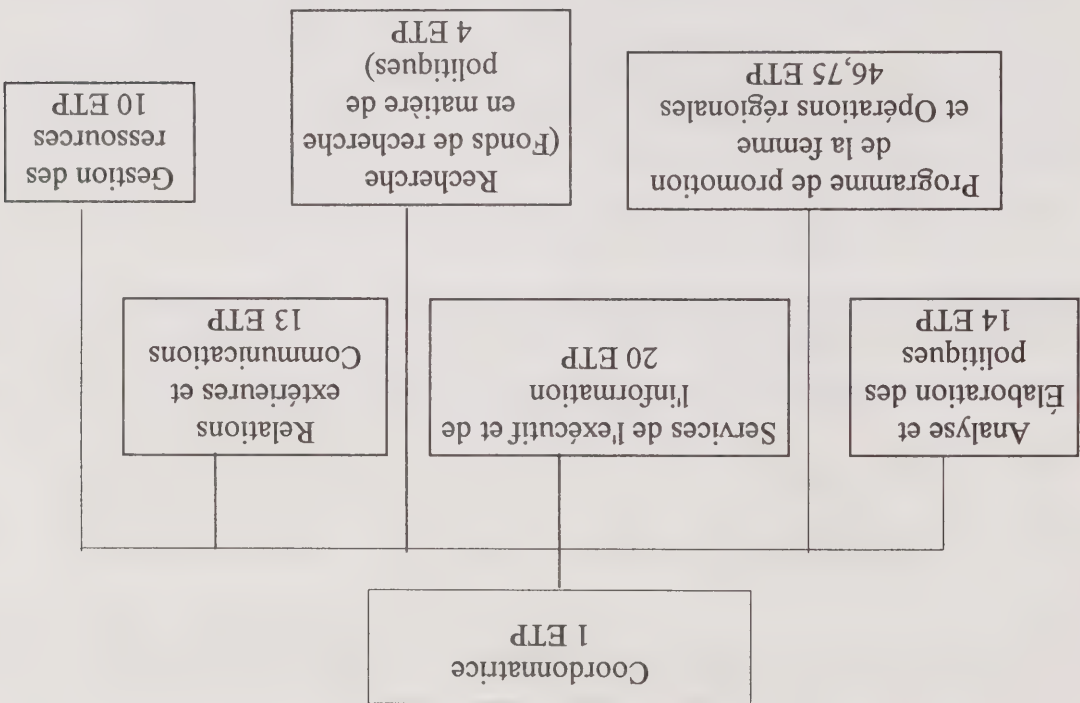 Coordonnatrice
1 ETP
Analyse et
Élaboration des
politiques
14 ETP
Services de l'exécutif et de
l'information
20 ETP
Relations
extérieures et
Communications
13 ETP
Programme de promotion
de la femme
et Opérations régionales
46,75 ETP
Recherche
(Fonds de recherche
en matière de
politiques)
4 ETP
Gestion des
ressources
10 ETP